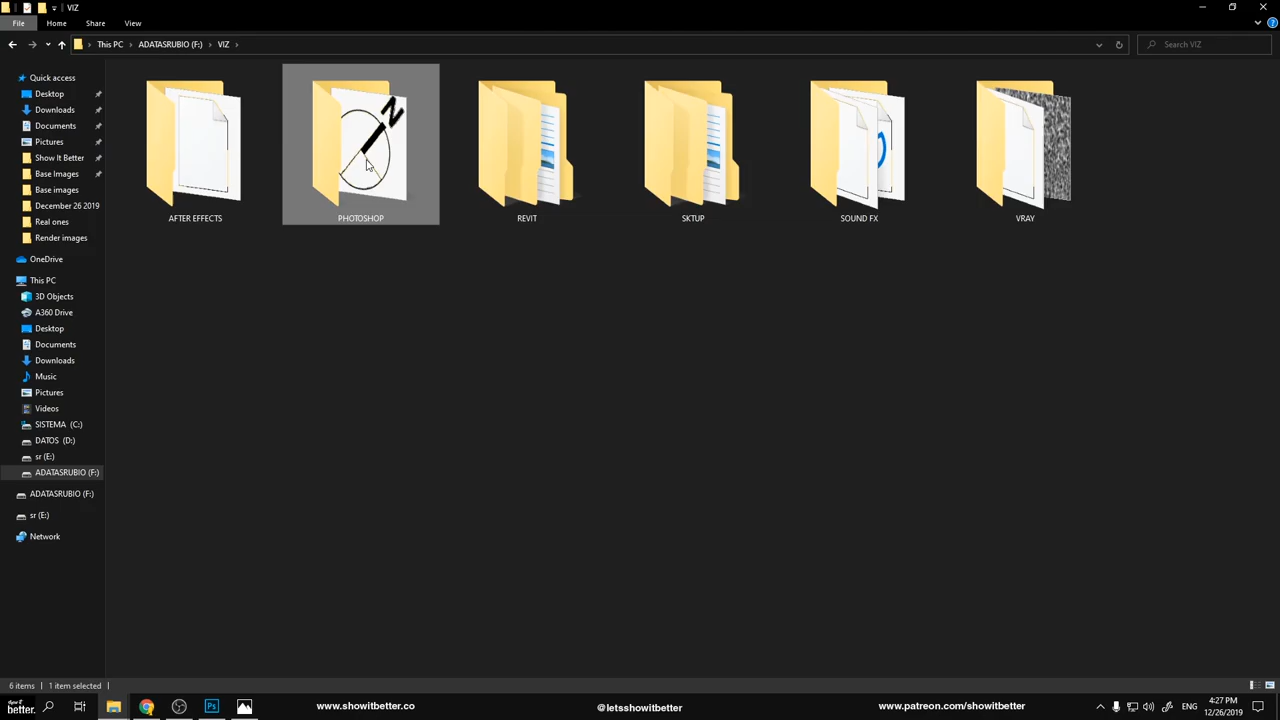 VIZ
File Home Share View
This PC ADATASRUBIO (F:) VIZ
Search VIZ
Quick access
Desktop
Downloads
Documents
Pictures
Show It Better
Base Images
Base images
December 26 2019
Real ones
Render images
OneDrive
This PC
3D Objects
A360 Drive
Desktop
Documents
Downloads
Music
Pictures
Videos
SISTEMA (C:)
DATOS (D:)
sr (E:)
ADATASRUBIO (F:)
ADATASRUBIO (F:)
sr (E:)
Network
N
AFTER EFFECTS PHOTOSHOP REVIT SKTUP SOUND FX VRAY
6 items 1 item selected
show it
better.
Ps
www.showitbetter.co
@letsshowitbetter
www.patreon.com/showitbetter
ENG
4:27 PM
12/26/2019